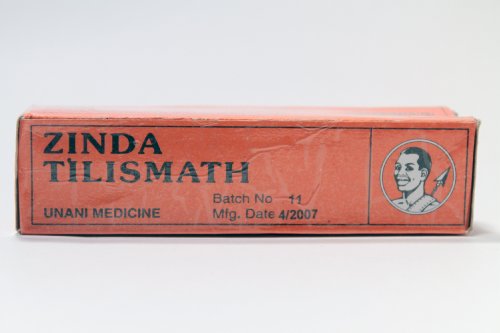 ZINDA
TILISMATH
UNANI MEDICINE
Batch No 11
Mfg. Date 4/2007